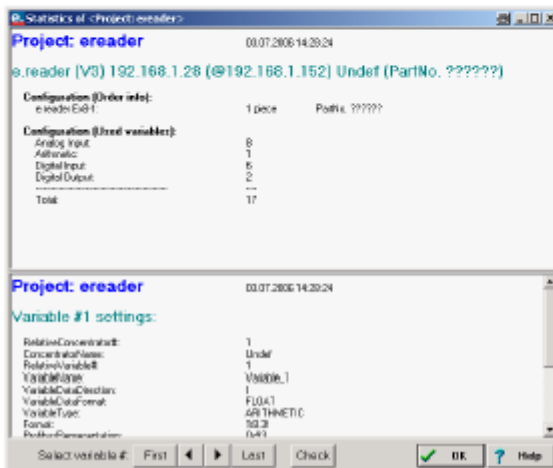 Statistics of <Project: ereader>
Project: ereader 03.07.2006 14:29:24
e.reader (V3) 192.168.1.28 (@192.168.1.152) Undef (PartNo. ??????)
Configuration (Order info):
1 piece PartNo. ??????
Configuration (Used variables):
Analog Input: 8
Arithmetic: 1
Digital Input: 6
Digital Output: 2
Total: 17
Project: ereader 03.07.2006 14:29:24
Variable #1 settings:
RelativeConcentrator#: 1
ConcentratorName: Undef
RelativeVariable#: 1
VariableName: Variable_1
VariableDataDirection: I
VariableDataFormat: FLOAT
VariableType: ARITHMETIC
Format:
Select variable #: First Last Check OK ? Help